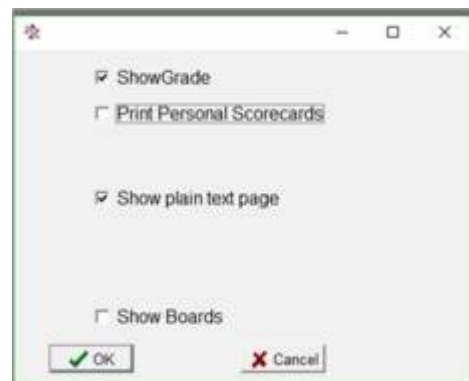 ShowGrade
Print Personal Scorecards
Show plain text page
Show Boards
OK Cancel